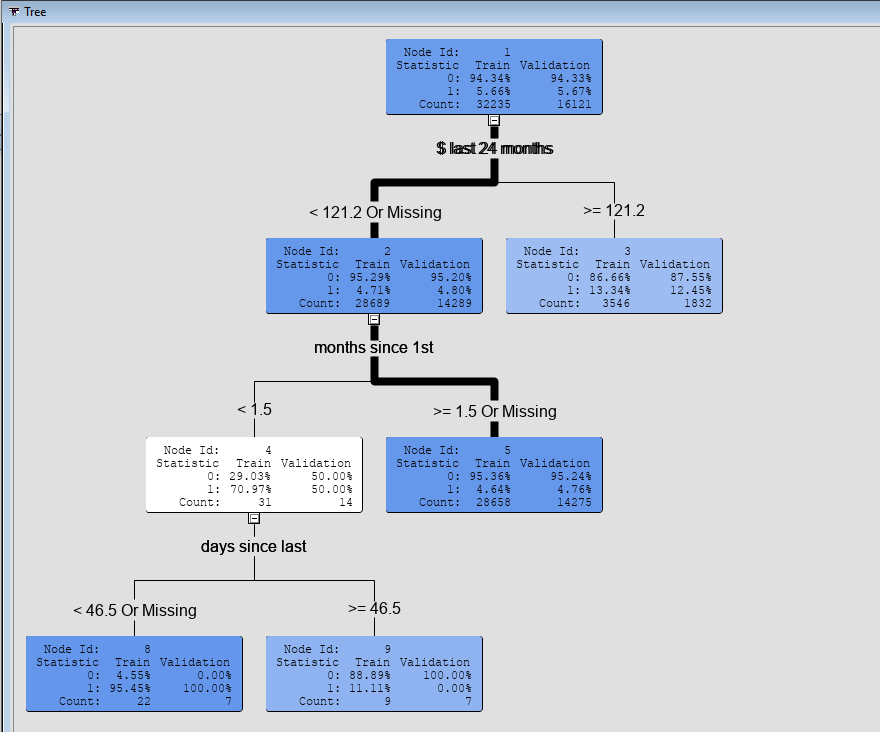 Tree
Node Id: 1
Statistic Train Validation
0: 94.34% 94.33%
1: 5.66% 5.67%
Count: 32235 16121
$ last 24 months
< 121.2 Or Missing
>= 121.2
Node Id: 2
Statistic Train Validation
0: 95.29% 95.20%
1: 4.71% 4.80%
Count: 28689 14289
Node Id: 3
Statistic Train Validation
0: 86.66% 87.55%
1: 13.34% 12.45%
Count: 3546 1832
months since 1st
< 1.5
>= 1.5 Or Missing
Node Id: 4
Statistic Train Validation
0: 29.03% 50.00%
1: 70.97% 50.00%
Count: 31 14
Node Id: 5
Statistic Train Validation
0: 95.36% 95.24%
1: 4.64% 4.76%
Count: 28658 14275
days since last
< 46.5 Or Missing
>= 46.5
Node Id: 8
Statistic Train Validation
0: 4.55% 0.00%
1: 95.45% 100.00%
Count: 22 7
Node Id: 9
Statistic Train Validation
0: 88.89% 100.00%
1: 11.11% 0.00%
Count: 9 7